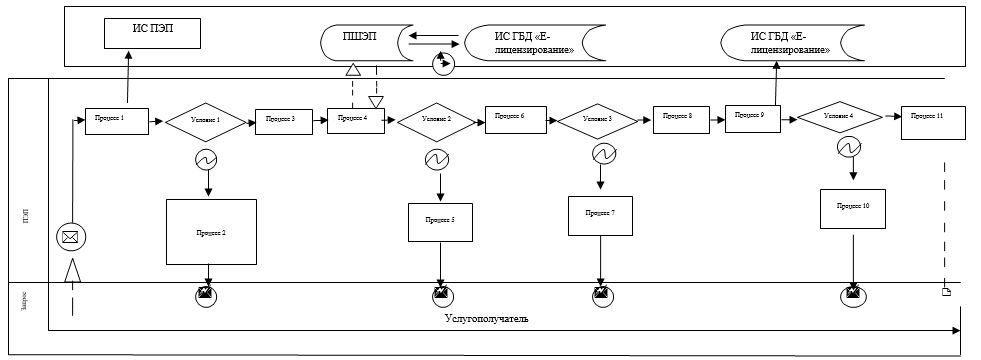 ИС ПЭП
ПШЭП
ИС ГБД «Е-
лицензирование»
ИС ГБД «Е-
лицензирование»
Процесс 1
Условие 1
Процесс 3
Процесс 4
Условие 2
Процесс 6
Условие 3
Процесс 8
Процесс 9
Условие 4
Процесс 11
Процесс 2
Процесс 5
Процесс 7
Процесс 10
ПЭП
Запрос
Услугополучатель